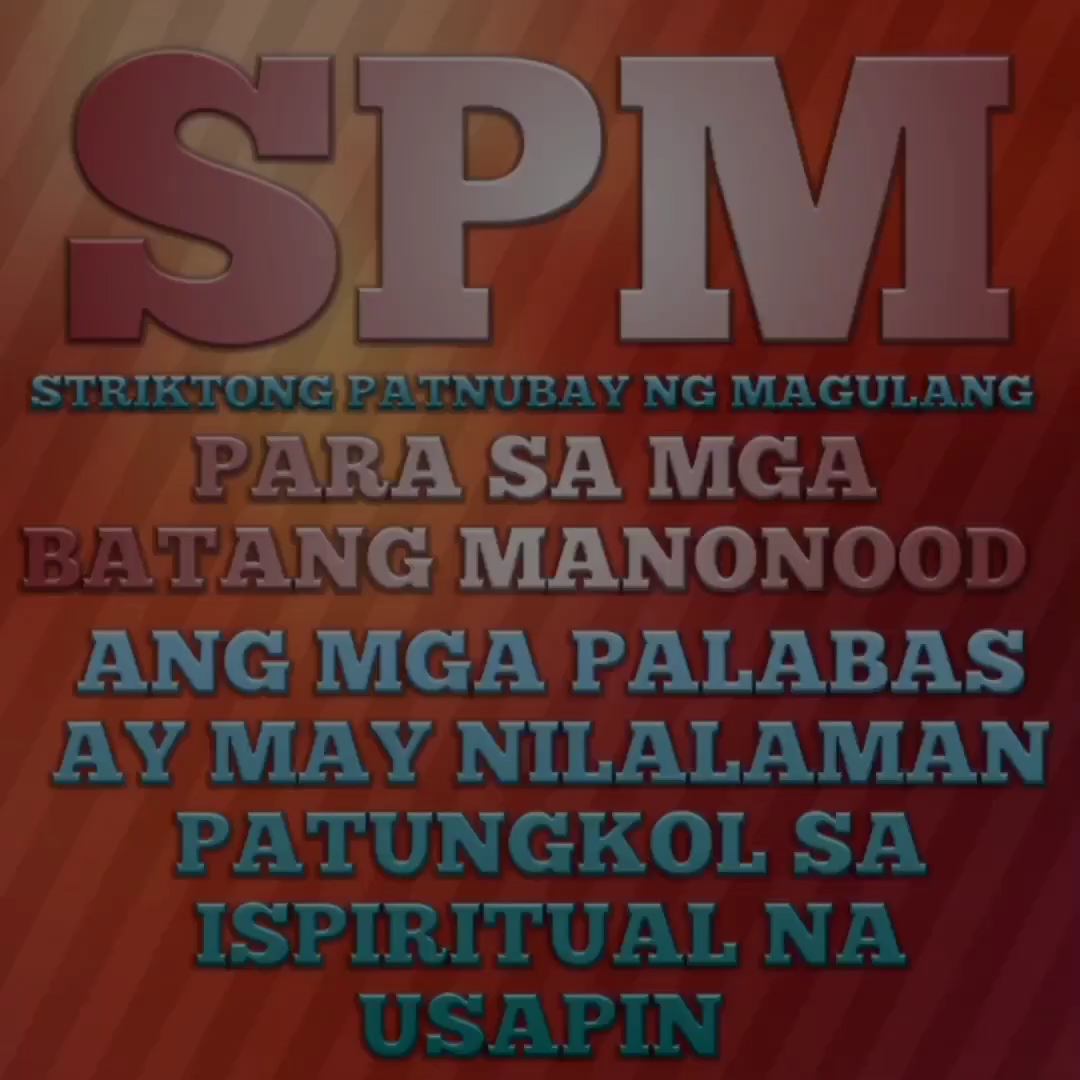 SPM
STRIKTONG PATNUBAY NG MAGULANG
PARA SA MGA
BATANG MANONOOD
ANG MGA PALABAS
AY MAY NILALAMAN
PATUNGKOL SA
ISPIRITUAL NA
USAPIN